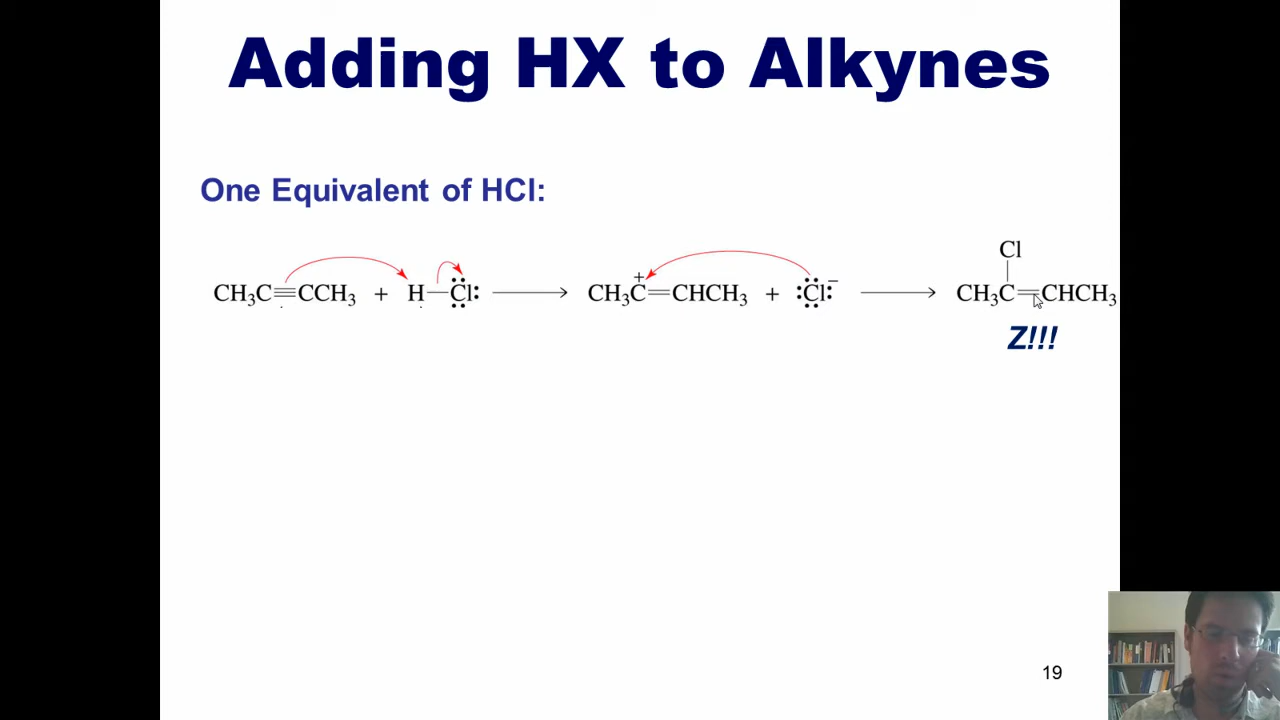 Adding HX to Alkynes
One Equivalent of HCl:
Cl
CH₃C≡CCH₃ + H—Cl: ⟶ CH₃C⁺=CHCH₃ + :Cl:⁻ ⟶ CH₃C=CHCH₃
Z!!!
19